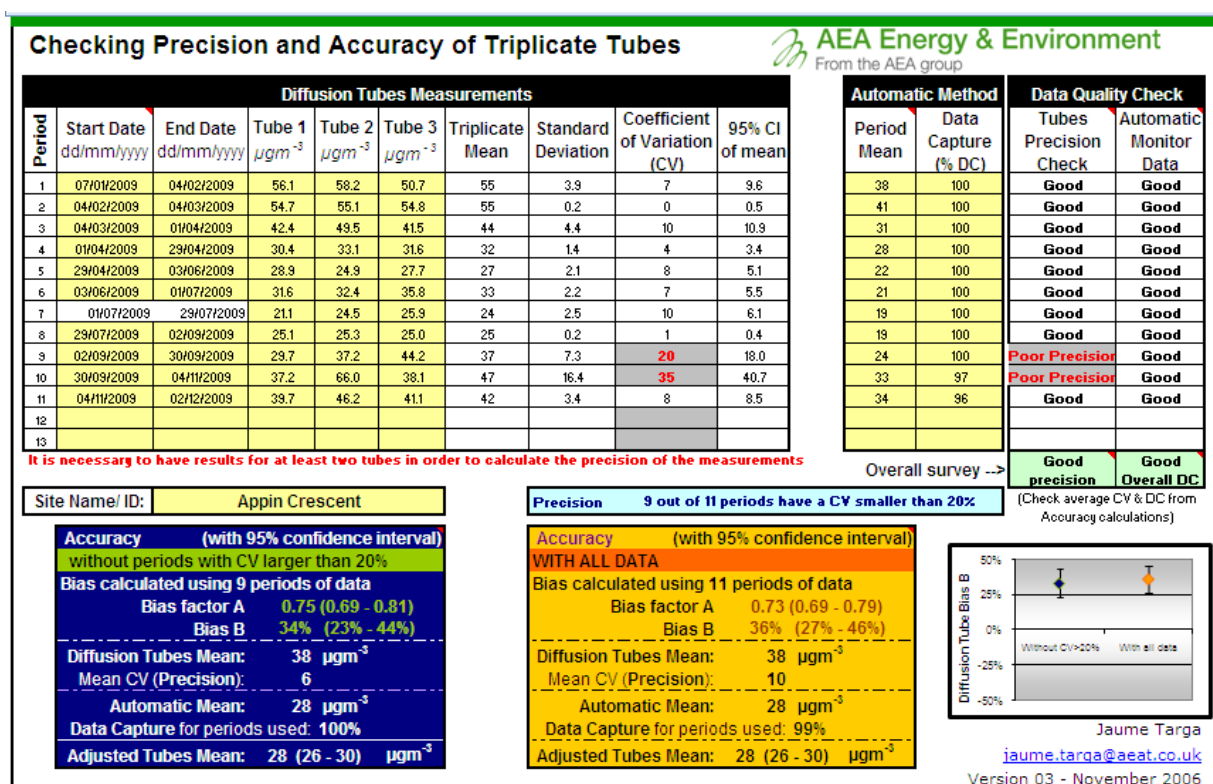 Checking Precision and Accuracy of Triplicate Tubes
AEA Energy & Environment
From the AEA group
Diffusion Tubes Measurements
Automatic Method
Data Quality Check
Period Start Date dd/mm/yyyy End Date dd/mm/yyyy Tube 1 µgm-3 Tube 2 µgm-3 Tube 3 µgm-3 Triplicate Mean Standard Deviation Coefficient of Variation (CV) 95% CI of mean Period Mean Data Capture (% DC) Tubes Precision Check Automatic Monitor Data
1 07/01/2009 04/02/2009 56.1 58.2 50.7 55 3.9 7 9.6 38 100 Good Good
2 04/02/2009 04/03/2009 54.7 55.1 54.8 55 0.2 0 0.5 41 100 Good Good
3 04/03/2009 01/04/2009 42.4 49.5 41.5 44 4.4 10 10.9 31 100 Good Good
4 01/04/2009 29/04/2009 30.4 33.1 31.6 32 1.4 4 3.4 28 100 Good Good
5 29/04/2009 03/06/2009 28.9 24.9 27.7 27 2.1 8 5.1 22 100 Good Good
6 03/06/2009 01/07/2009 31.6 32.4 35.8 33 2.2 7 5.5 21 100 Good Good
7 01/07/2009 29/07/2009 21.1 24.5 25.9 24 2.5 10 6.1 19 100 Good Good
8 29/07/2009 02/09/2009 25.1 25.3 25.0 25 0.2 1 0.4 19 100 Good Good
9 02/09/2009 30/09/2009 29.7 37.2 44.2 37 7.3 20 18.0 24 100 Poor Precision Good
10 30/09/2009 04/11/2009 37.2 66.0 38.1 47 16.4 35 40.7 33 97 Poor Precision Good
11 04/11/2009 02/12/2009 39.7 46.2 41.1 42 3.4 8 8.5 34 96 Good Good
12
13
It is necessary to have results for at least two tubes in order to calculate the precision of the measurements
Overall survey --> Good precision Good Overall DC
(Check average CV & DC from
Accuracy calculations)
Site Name/ ID: Appin Crescent
Precision 9 out of 11 periods have a CV smaller than 20%
Accuracy (with 95% confidence interval)
without periods with CV larger than 20%
Bias calculated using 9 periods of data
Bias factor A 0.75 (0.69 - 0.81)
Bias B 34% (23% - 44%)
Diffusion Tubes Mean: 38 µgm-3
Mean CV (Precision): 6
Automatic Mean: 28 µgm-3
Data Capture for periods used: 100%
Adjusted Tubes Mean: 28 (26 - 30) µgm-3
Accuracy (with 95% confidence interval)
WITH ALL DATA
Bias calculated using 11 periods of data
Bias factor A 0.73 (0.69 - 0.79)
Bias B 36% (27% - 46%)
Diffusion Tubes Mean: 38 µgm-3
Mean CV (Precision): 10
Automatic Mean: 28 µgm-3
Data Capture for periods used: 99%
Adjusted Tubes Mean: 28 (26 - 30) µgm-3
Diffusion Tube Bias B
50%
25%
0%
-25%
-50%
Without CV>20% With all data
Jaume Targa
jaume.targa@aeat.co.uk
Version 03 - November 2006